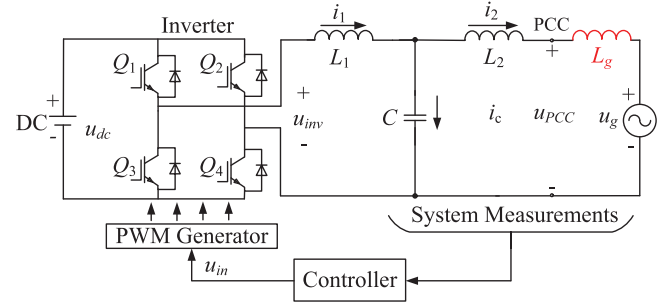 Inverter
i1
i2
PCC
Q1
Q2
L1
L2
Lg
+
+
+
+
DC
udc
-
C
ic
uinv
uPCC
ug
-
-
-
-
Q3
Q4
System Measurements
PWM Generator
uin
Controller